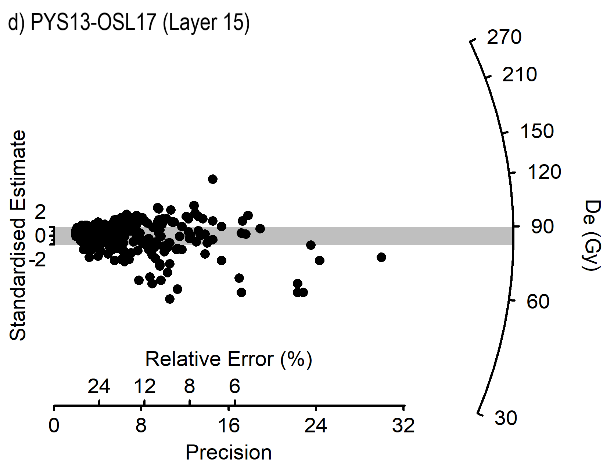 d) PYS13-OSL17 (Layer 15)
270
210
150
120
90
60
30
De (Gy)
Standardised Estimate
2
0
-2
Relative Error (%)
24 12 8 6
0 8 16 24 32
Precision